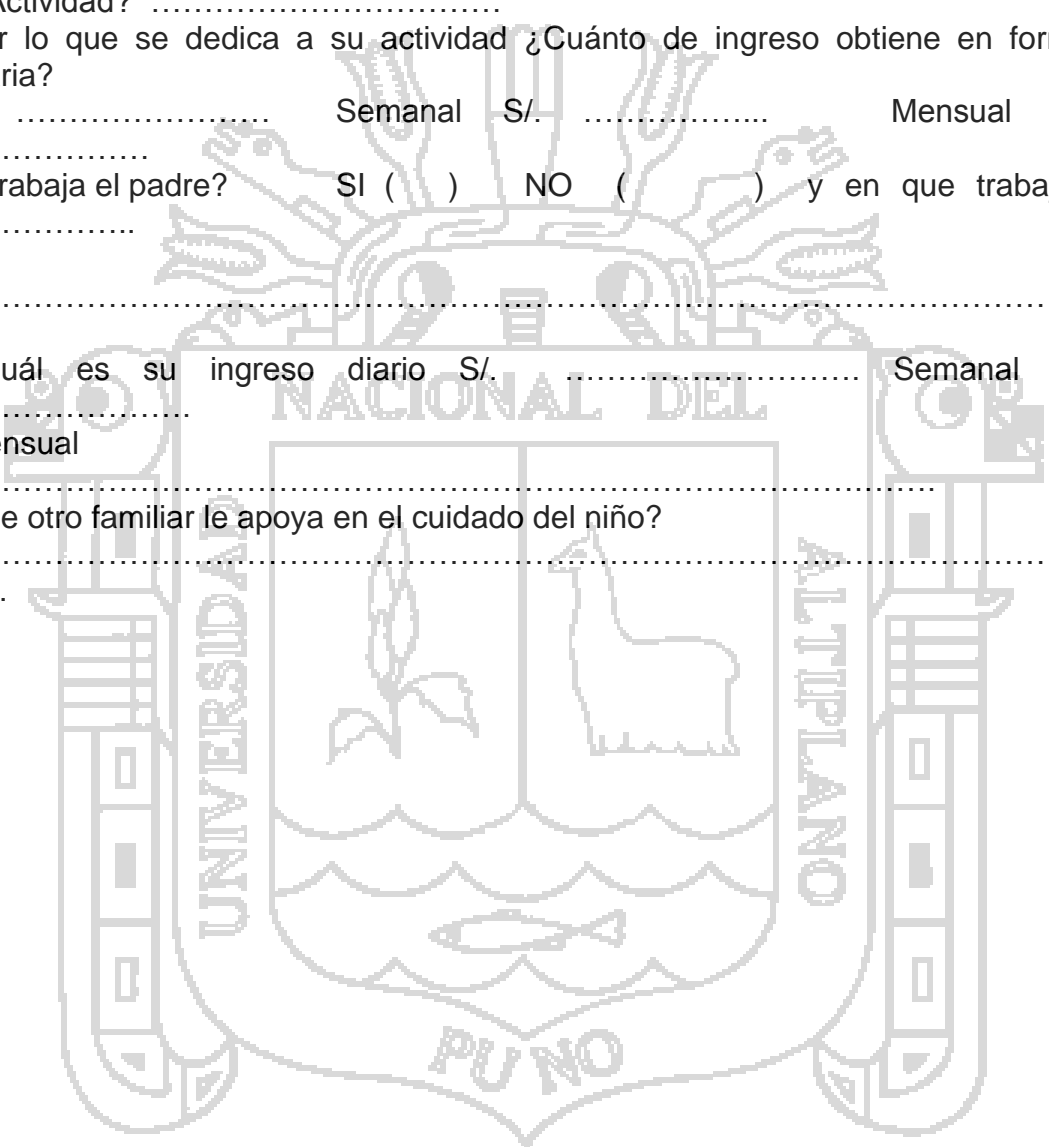 Actividad? ……………………………
r lo que se dedica a su actividad ¿Cuánto de ingreso obtiene en for
ria?
…………………… Semanal S/. ……………... Mensual
……………
rabaja el padre? SI ( ) NO ( ) y en que traba
…………..
…………………………………………………………………………………………
uál es su ingreso diario S/. ………………………. Semanal
……………….
ensual
………………………………………………………………………………
e otro familiar le apoya en el cuidado del niño?
…………………………………………………………………………………………
.
NACIONAL DEL
UNIVERSIDAD
ALTIPLANO
PUNO